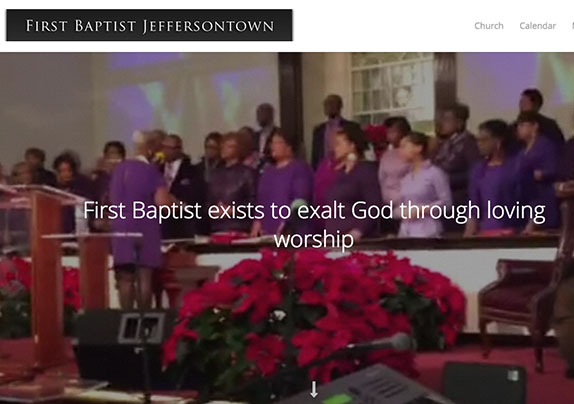 First Baptist Jeffersontown
Church Calendar
First Baptist exists to exalt God through loving
worship